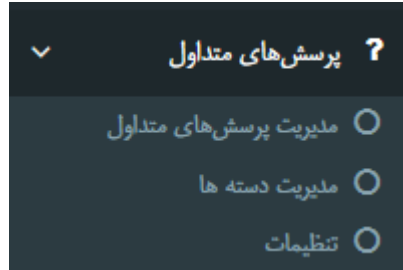 ? پرسش‌های متداول
مدیریت پرسش‌های متداول
مدیریت دسته ها
تنظیمات